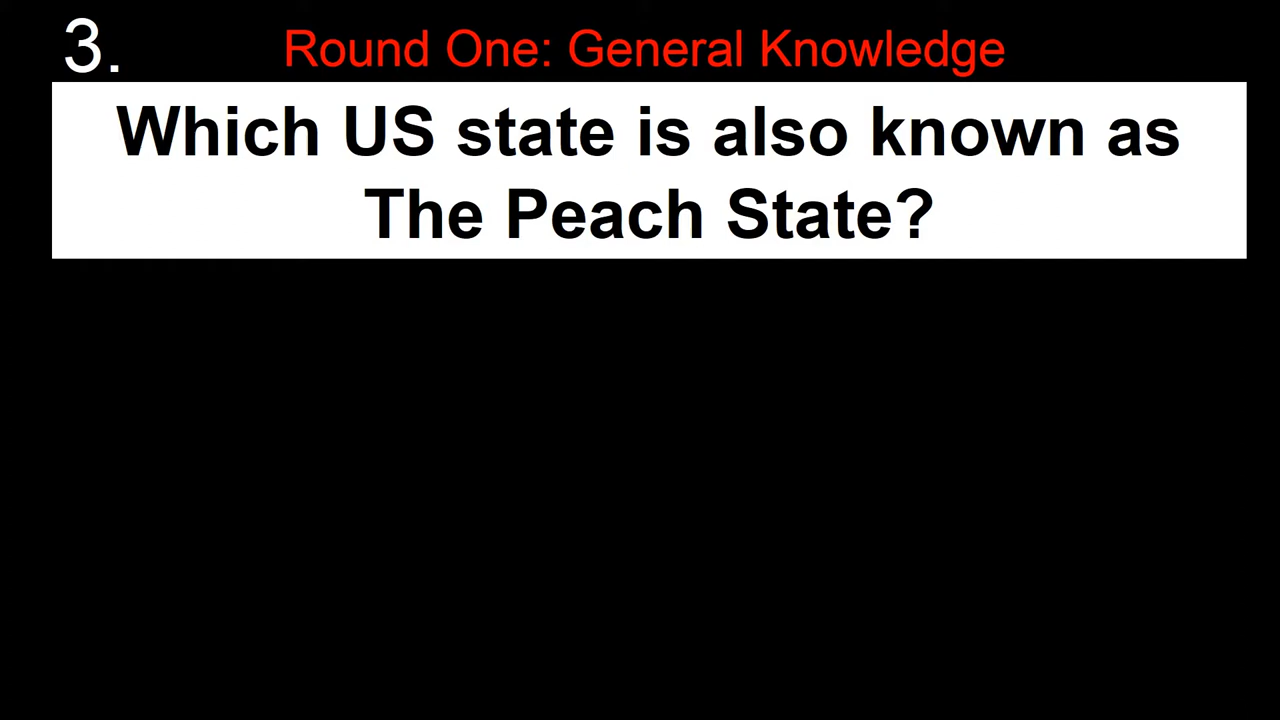 3.
Round One: General Knowledge
Which US state is also known as
The Peach State?